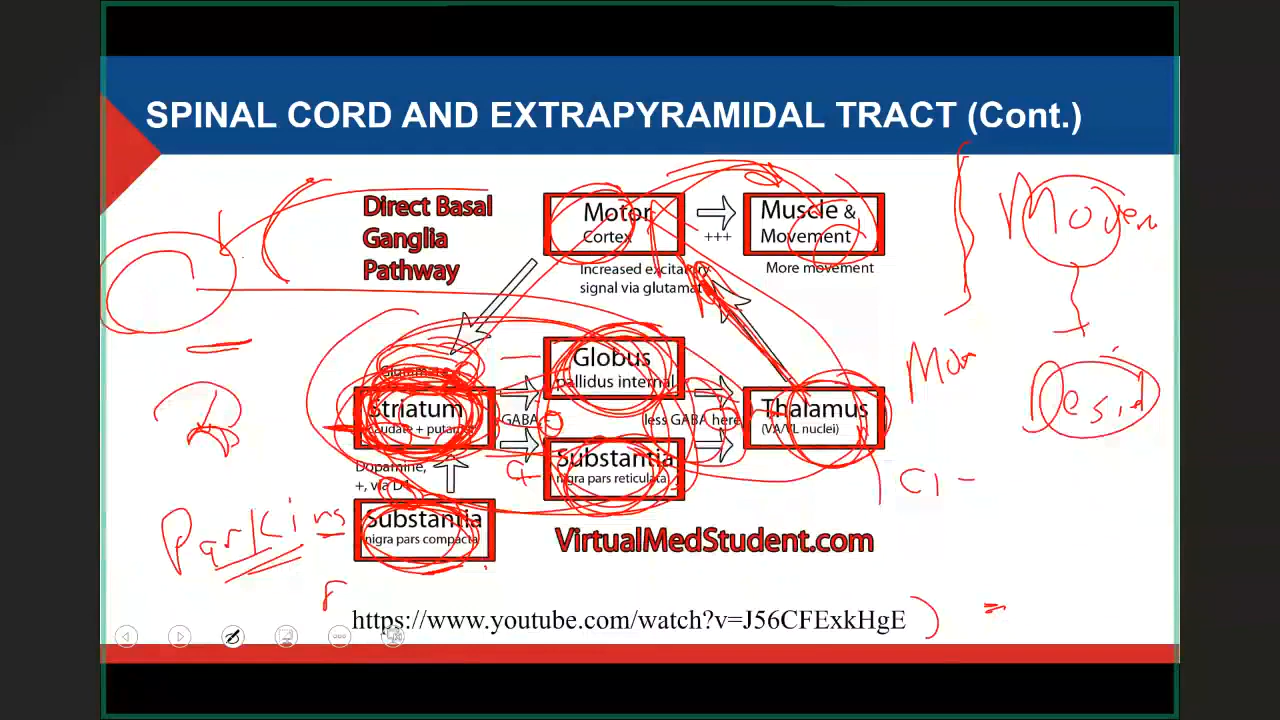 SPINAL CORD AND EXTRAPYRAMIDAL TRACT (Cont.)
Direct Basal
Ganglia
Pathway
Motor
Cortex
+++
Muscle &
Movement
Increased excitatory
signal via glutamate
More movement
Glutamate
Striatum
(caudate + putamen)
GABA
Globus
pallidus internal
less GABA here
Thalamus
(VA/VL nuclei)
Substantia
nigra pars reticulata
Dopamine,
+, via D1
Substantia
nigra pars compacta
Parkins
VirtualMedStudent.com
https://www.youtube.com/watch?v=J56CFExkHgE